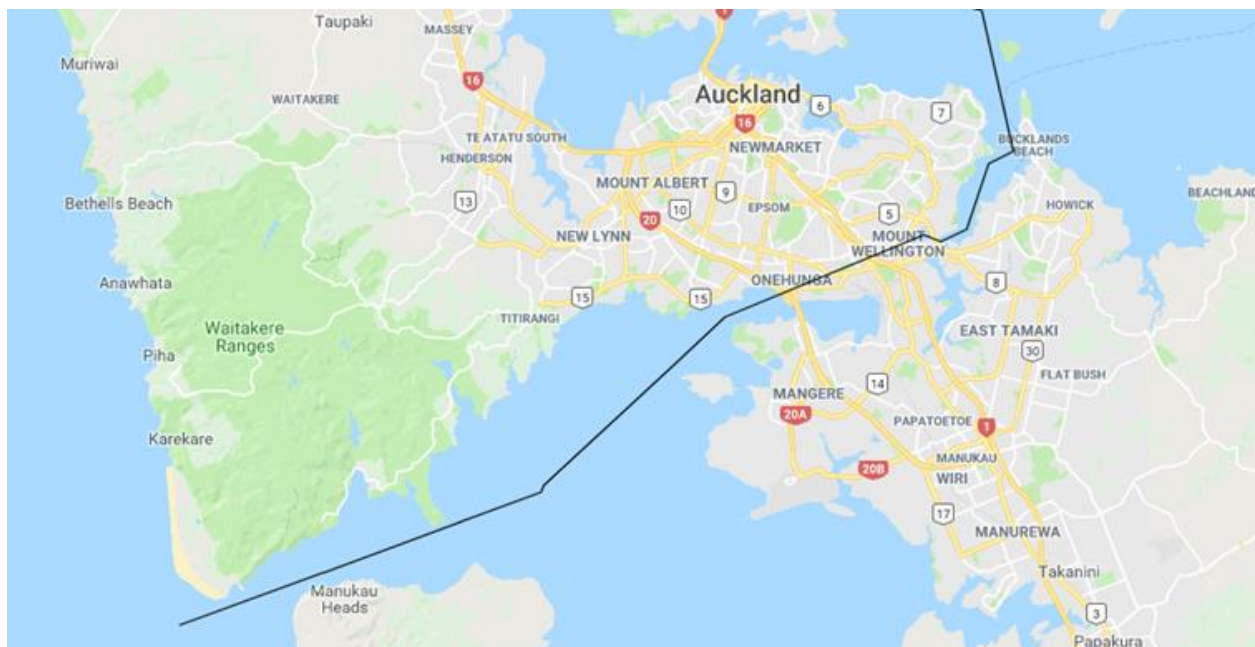 Taupaki
MASSEY
1
Muriwai
16
WAITAKERE
Auckland
6
7
16
TE ATATU SOUTH
BUCKLANDS
BEACH
HENDERSON
NEWMARKET
MOUNT ALBERT
9
BEACHLAND
Bethells Beach
13
10
EPSOM
5
HOWICK
20
NEW LYNN
MOUNT
WELLINGTON
Anawhata
ONEHUNGA
8
15
15
TITIRANGI
Waitakere
Ranges
EAST TAMAKI
Piha
30
FLAT BUSH
14
MANGERE
20A
PAPATOETOE
1
Karekare
MANUKAU
20B
WIRI
17
MANUREWA
Takanini
Manukau
Heads
3
Papakura